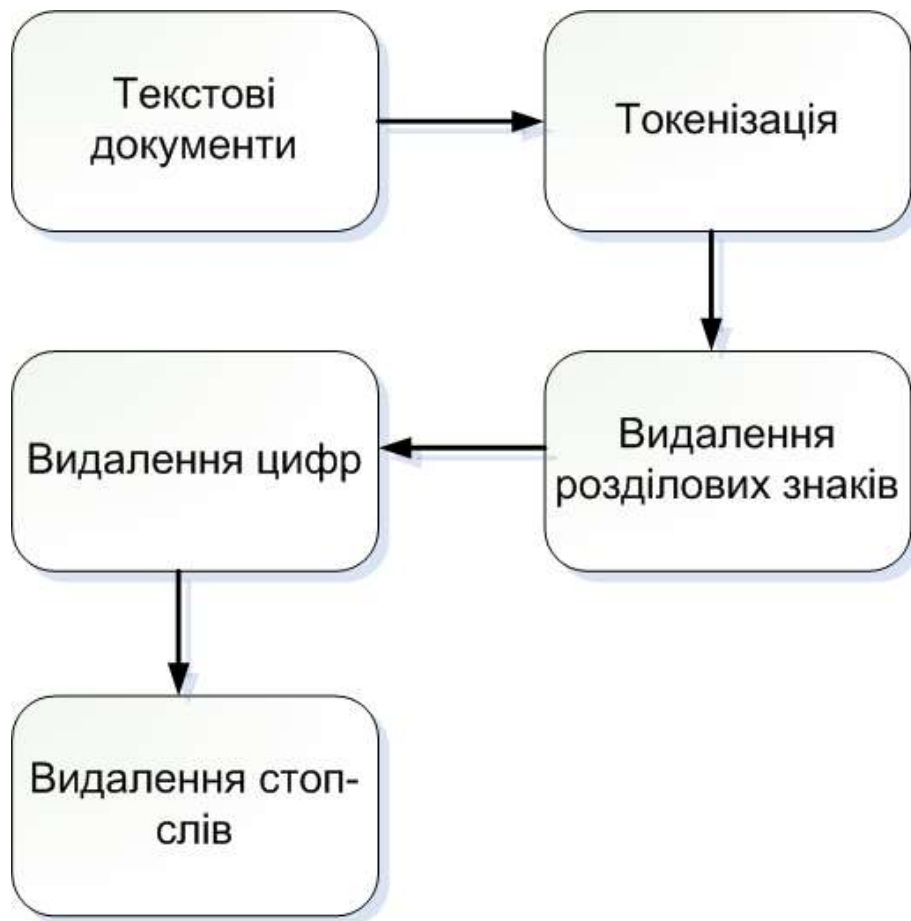 Текстові
документи
Токенізація
Видалення
розділових знаків
Видалення цифр
Видалення стоп-
слів